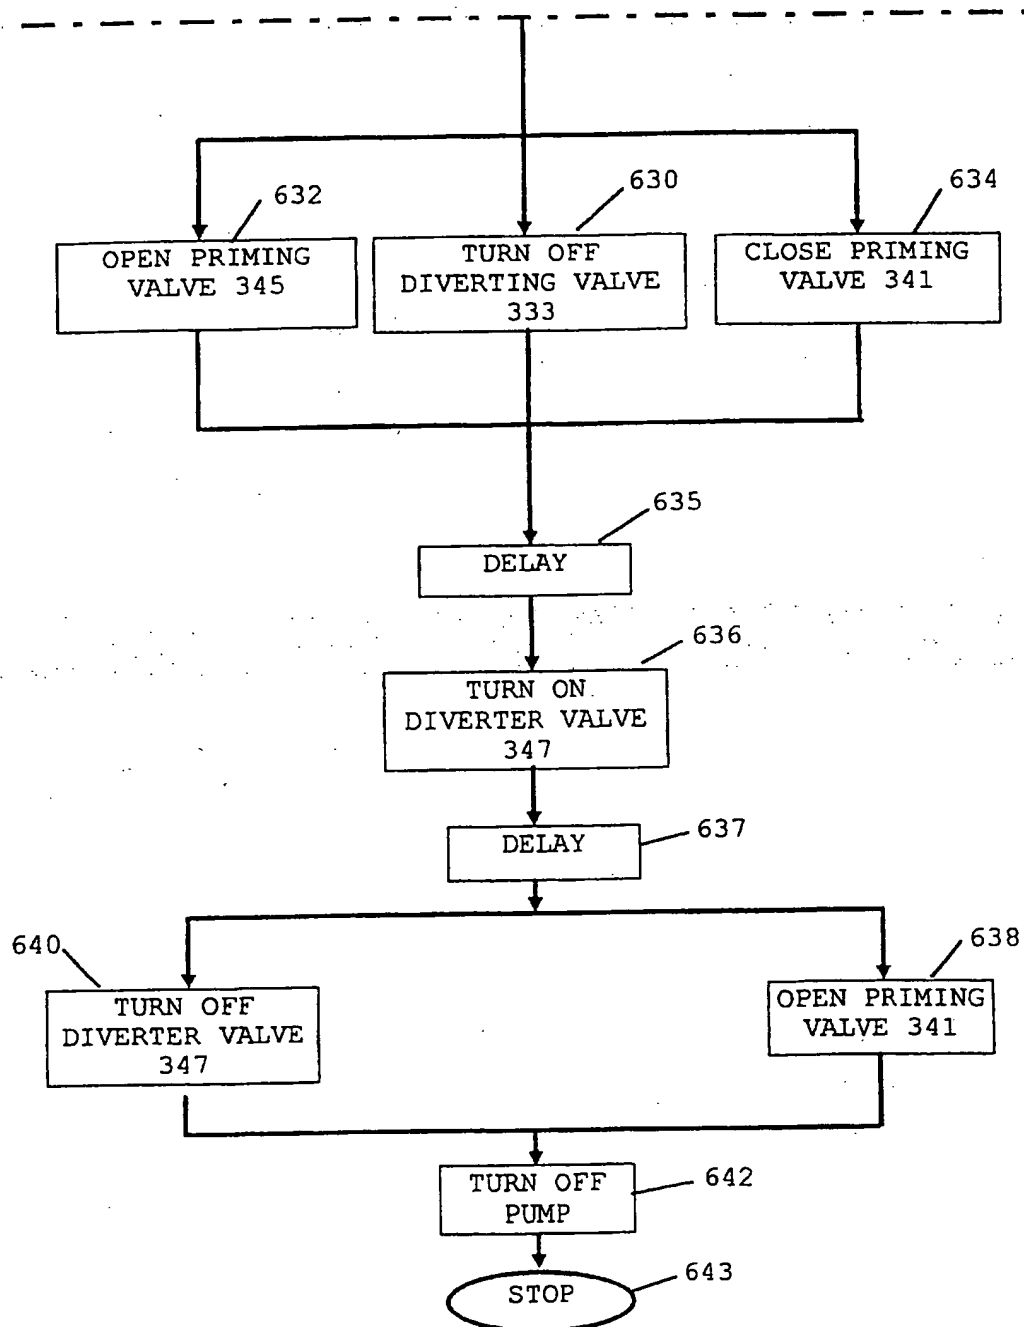 632
630
634
OPEN PRIMING
VALVE 345
TURN OFF
DIVERTING VALVE
333
CLOSE PRIMING
VALVE 341
635
DELAY
636
TURN ON
DIVERTER VALVE
347
DELAY
637
640
638
TURN OFF
DIVERTER VALVE
347
OPEN PRIMING
VALVE 341
642
TURN OFF
PUMP
643
STOP